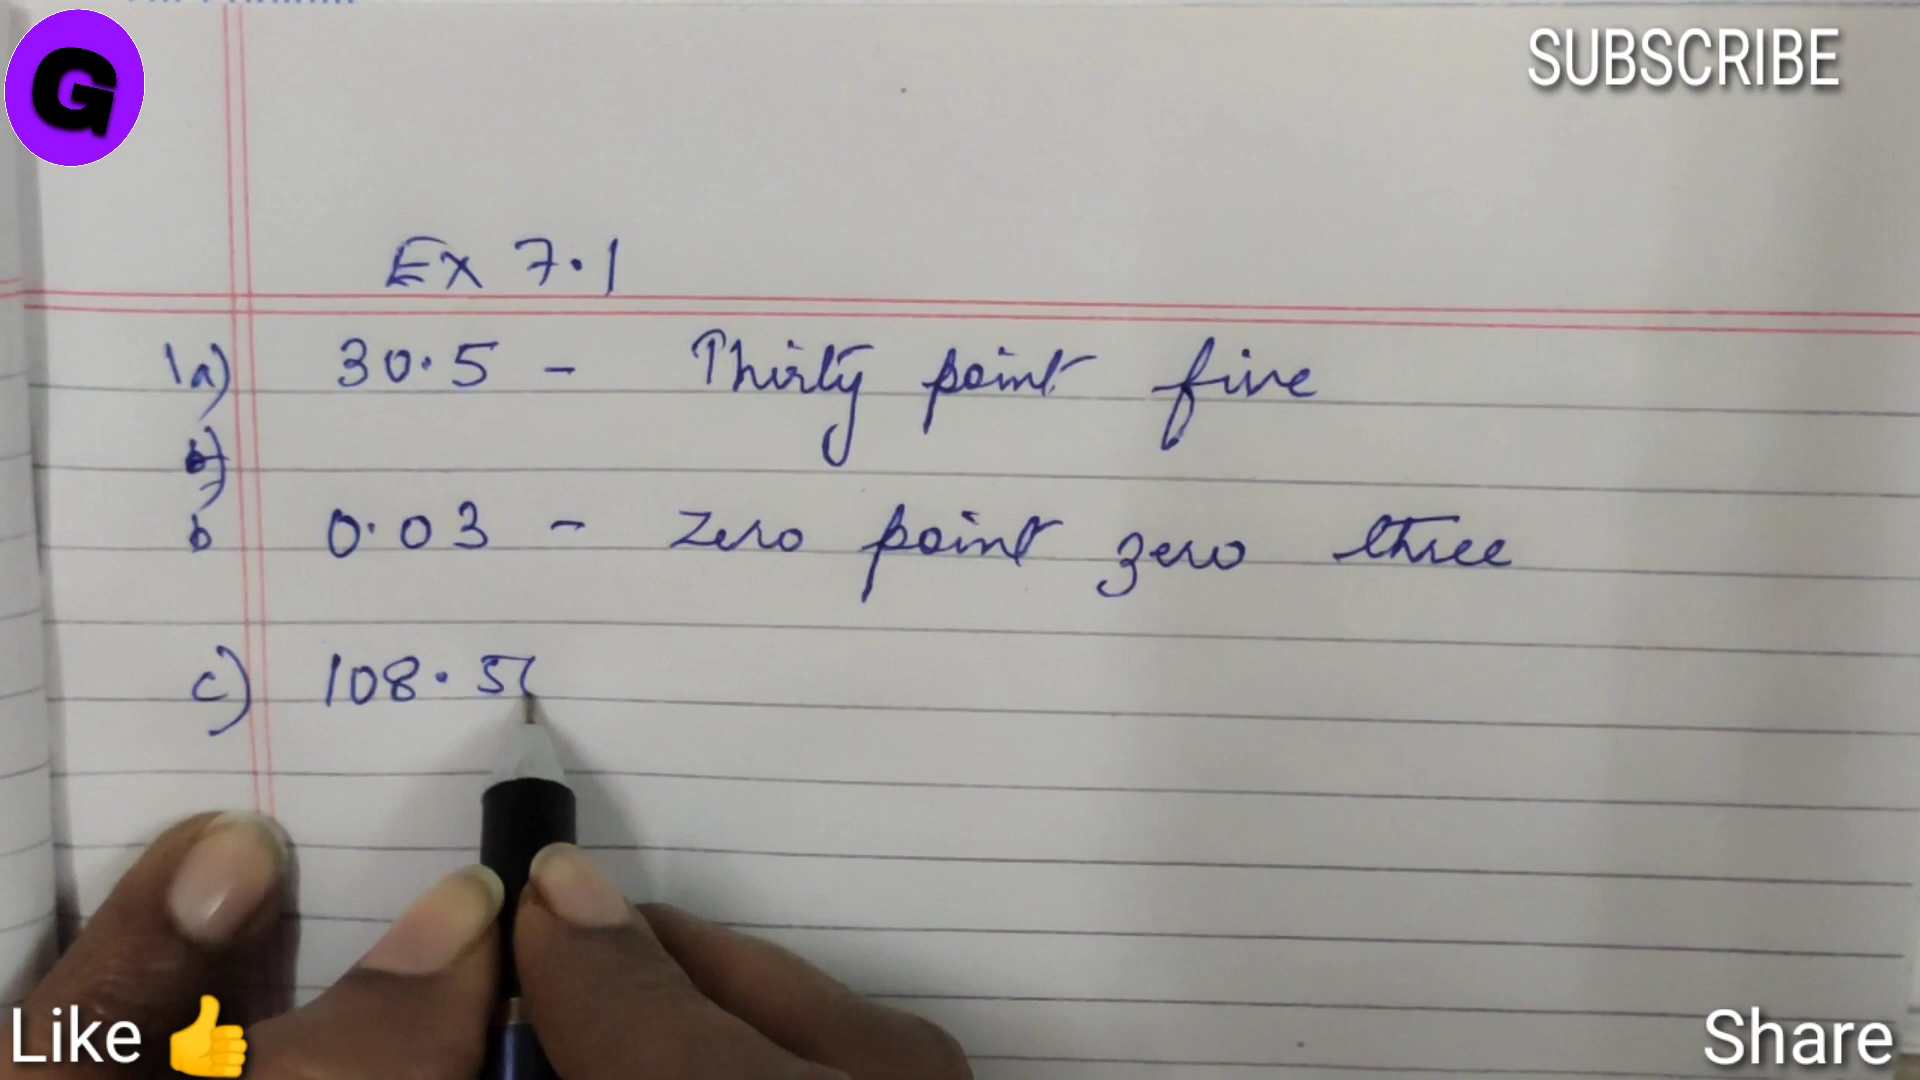 G
SUBSCRIBE
Ex 7.1
1a) 30.5 - Thirty point five
b)
b 0.03 - Zero point zero three
c) 108.5
Like 👍
Share